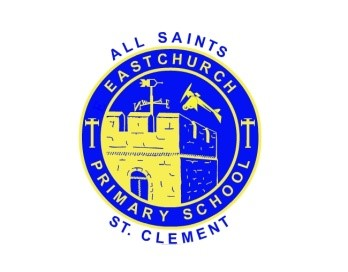 ALL SAINTS
EASTCHURCH
PRIMARY SCHOOL
ST. CLEMENT